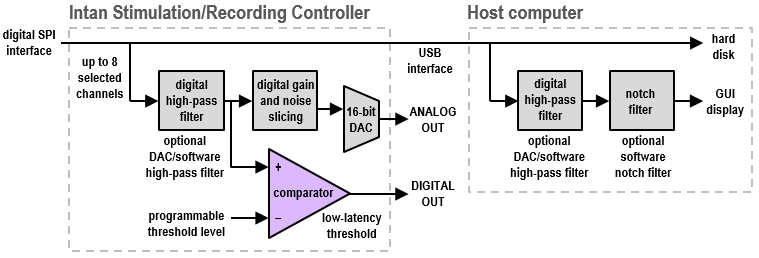 Intan Stimulation/Recording Controller
Host computer
digital SPI
interface
up to 8
selected
channels
USB
interface
hard
disk
digital
high-pass
filter
digital gain
and noise
slicing
16-bit
DAC
ANALOG
OUT
digital
high-pass
filter
notch
filter
GUI
display
optional
DAC/software
high-pass filter
optional
DAC/software
high-pass filter
optional
software
notch filter
+
comparator
–
DIGITAL
OUT
programmable
threshold level
low-latency
threshold